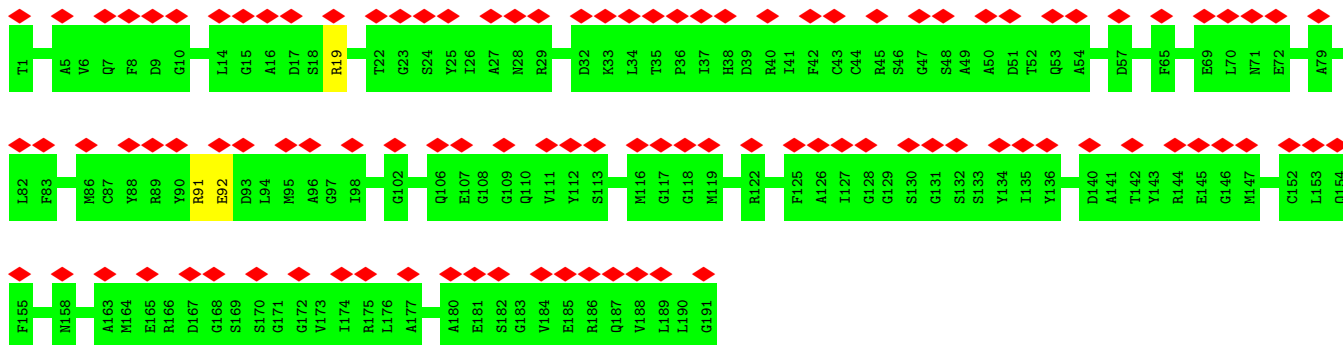 T1 A5 V6 Q7 F8 D9 G10 L14 G15 A16 D17 S18 R19 T22 G23 S24 Y25 I26 A27 N28 R29 D32 K33 L34 T35 P36 I37 H38 D39 R40 I41 F42 C43 C44 R45 S46 G47 S48 A49 A50 D51 T52 Q53 A54 D57 F65 E69 L70 N71 E72 A79
L82 F83 M86 C87 Y88 R89 Y90 R91 E92 D93 L94 M95 A96 G97 I98 G102 Q106 E107 G108 G109 Q110 V111 Y112 S113 M116 G117 G118 M119 R122 F125 A126 I127 G128 G129 S130 G131 S132 S133 Y134 I135 Y136 D140 A141 T142 Y143 R144 E145 G146 M147 C152 L153 Q154
F155 N158 A163 M164 E165 R166 D167 G168 S169 S170 G171 G172 V173 I174 R175 L176 A177 A180 E181 S182 G183 V184 E185 R186 Q187 V188 L189 L190 G191